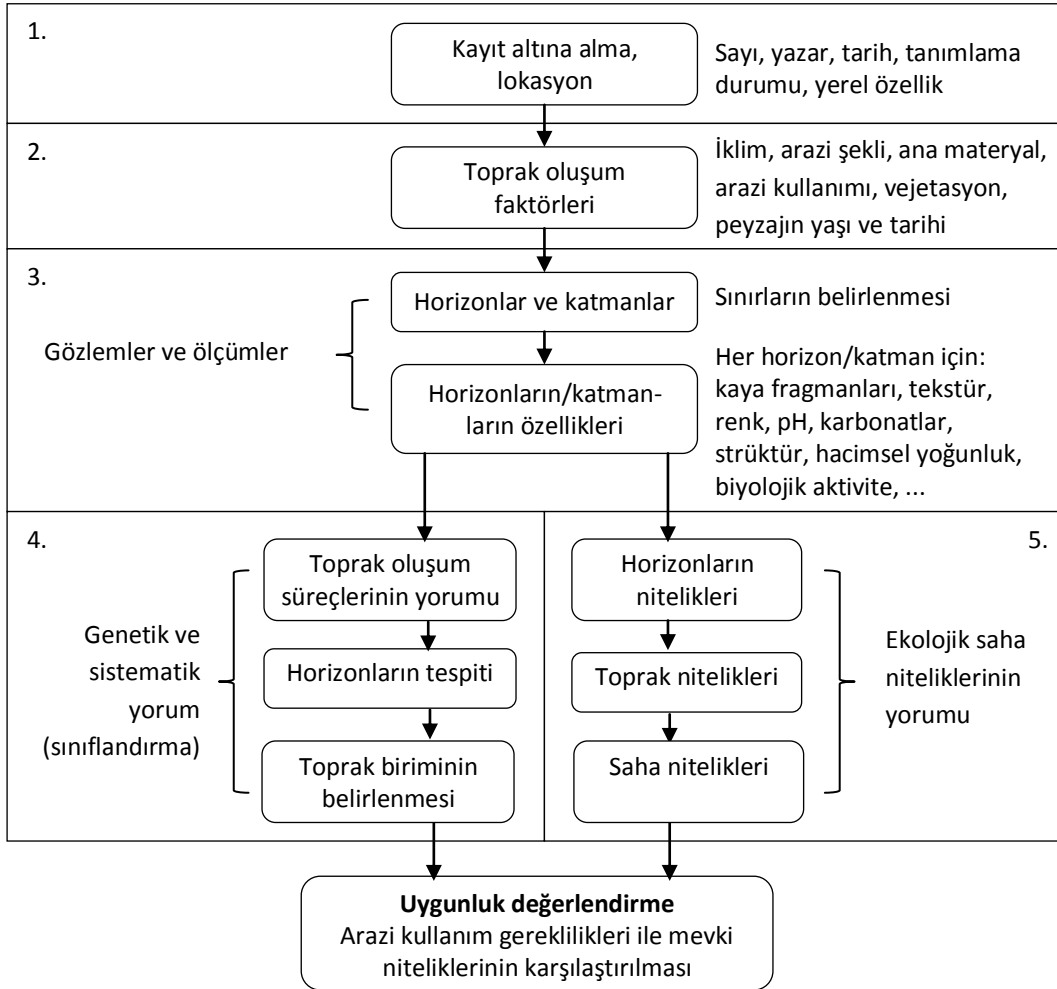 1.
Kayıt altına alma,
lokasyon
Sayı, yazar, tarih, tanımlama
durumu, yerel özellik
2.
Toprak oluşum
faktörleri
İklim, arazi şekli, ana materyal,
arazi kullanımı, vejetasyon,
peyzajın yaşı ve tarihi
3.
Gözlemler ve ölçümler
Horizonlar ve katmanlar
Sınırların belirlenmesi
Horizonların/katman-
ların özellikleri
Her horizon/katman için:
kaya fragmanları, tekstür,
renk, pH, karbonatlar,
strüktür, hacimsel yoğunluk,
biyolojik aktivite, ...
4.
Genetik ve
sistematik
yorum
(sınıflandırma)
Toprak oluşum
süreçlerinin yorumu
Horizonların tespiti
Toprak biriminin
belirlenmesi
5.
Horizonların
nitelikleri
Toprak nitelikleri
Saha nitelikleri
Ekolojik saha
niteliklerinin
yorumu
Uygunluk değerlendirme
Arazi kullanım gereklilikleri ile mevki
niteliklerinin karşılaştırılması